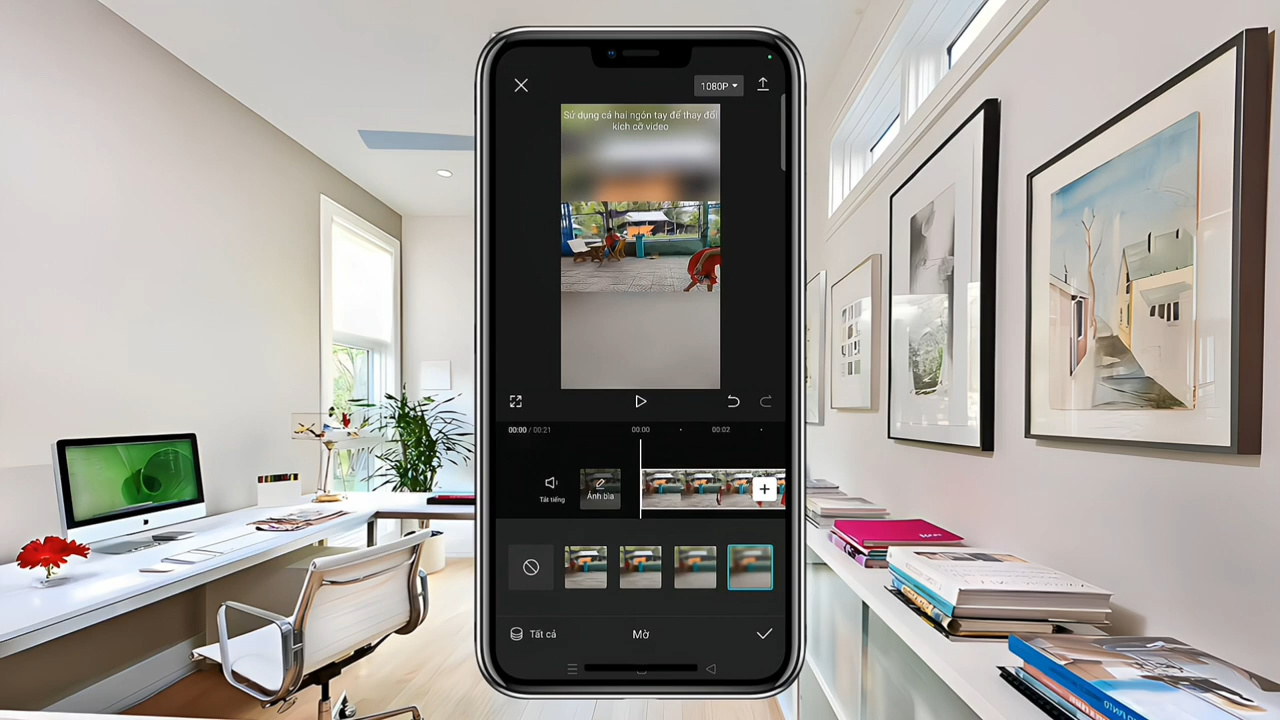 1080P
Sử dụng cả hai ngón tay để thay đổi
kích cỡ video
00:00 / 00:21
00:00
00:02
Tắt tiếng
Ảnh bìa
Tất cả
Mờ